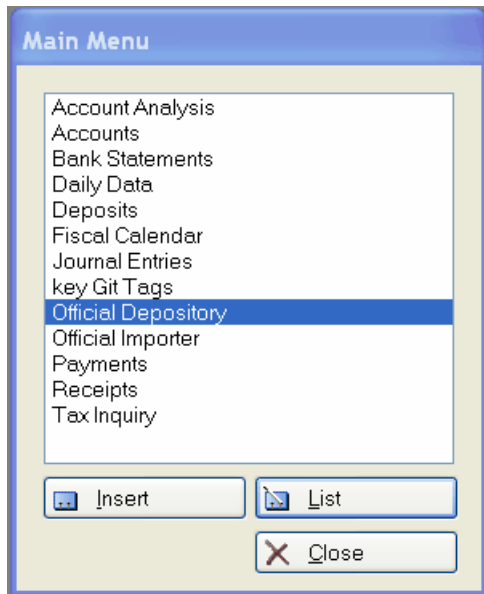 Main Menu
Account Analysis
Accounts
Bank Statements
Daily Data
Deposits
Fiscal Calendar
Journal Entries
key Git Tags
Official Depository
Official Importer
Payments
Receipts
Tax Inquiry
Insert
List
Close